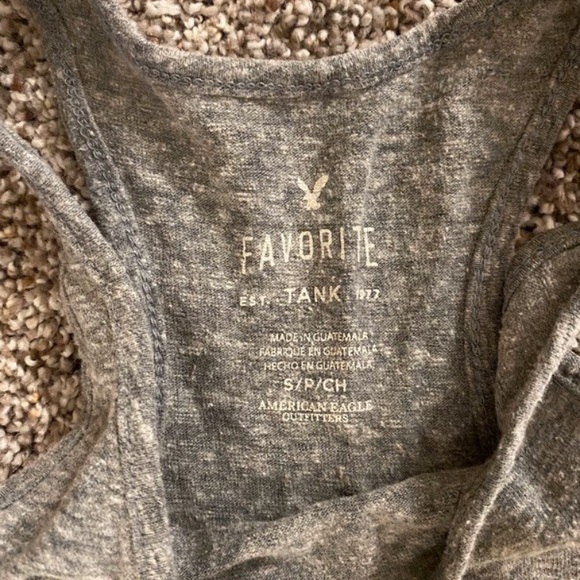 FAVORITE
EST. TANK 1977
MADE IN GUATEMALA
FABRIQUÉ EN GUATEMALA
HECHO EN GUATEMALA
S/P/CH
AMERICAN EAGLE
OUTFITTERS